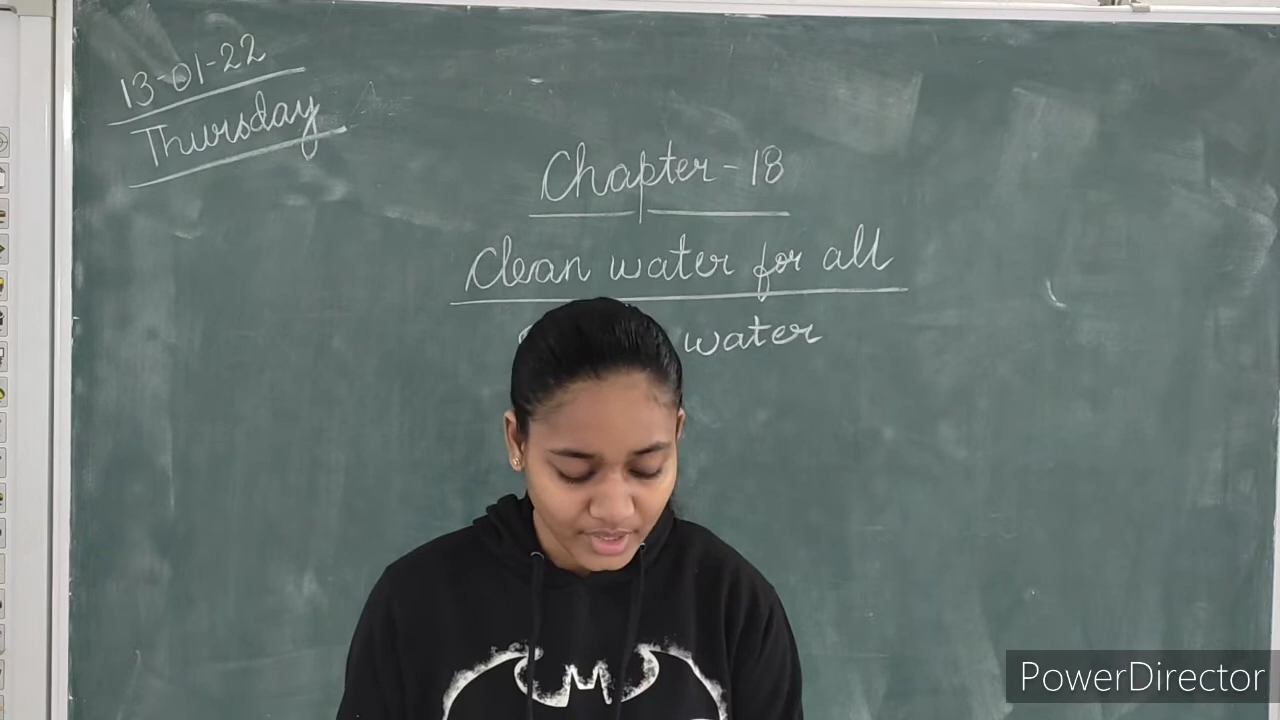 13-01-22
Thursday
Chapter-18
Clean water for all
water
PowerDirector